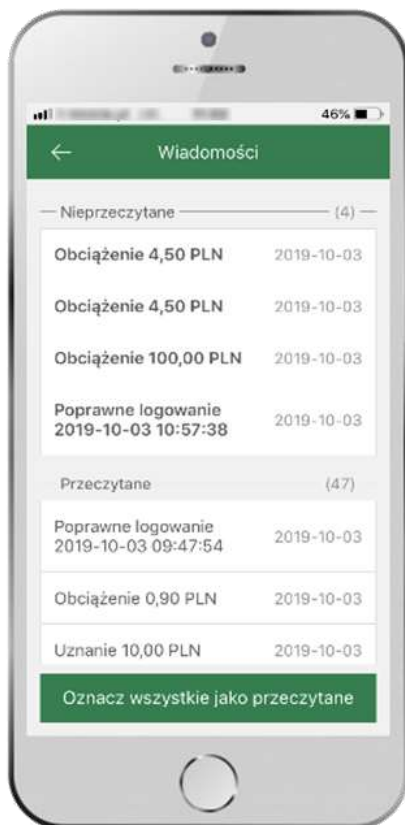 46%
Wiadomości
Nieprzeczytane (4)
Obciążenie 4,50 PLN 2019-10-03
Obciążenie 4,50 PLN 2019-10-03
Obciążenie 100,00 PLN 2019-10-03
Poprawne logowanie
2019-10-03 10:57:38 2019-10-03
Przeczytane (47)
Poprawne logowanie
2019-10-03 09:47:54 2019-10-03
Obciążenie 0,90 PLN 2019-10-03
Uznanie 10,00 PLN 2019-10-03
Oznacz wszystkie jako przeczytane